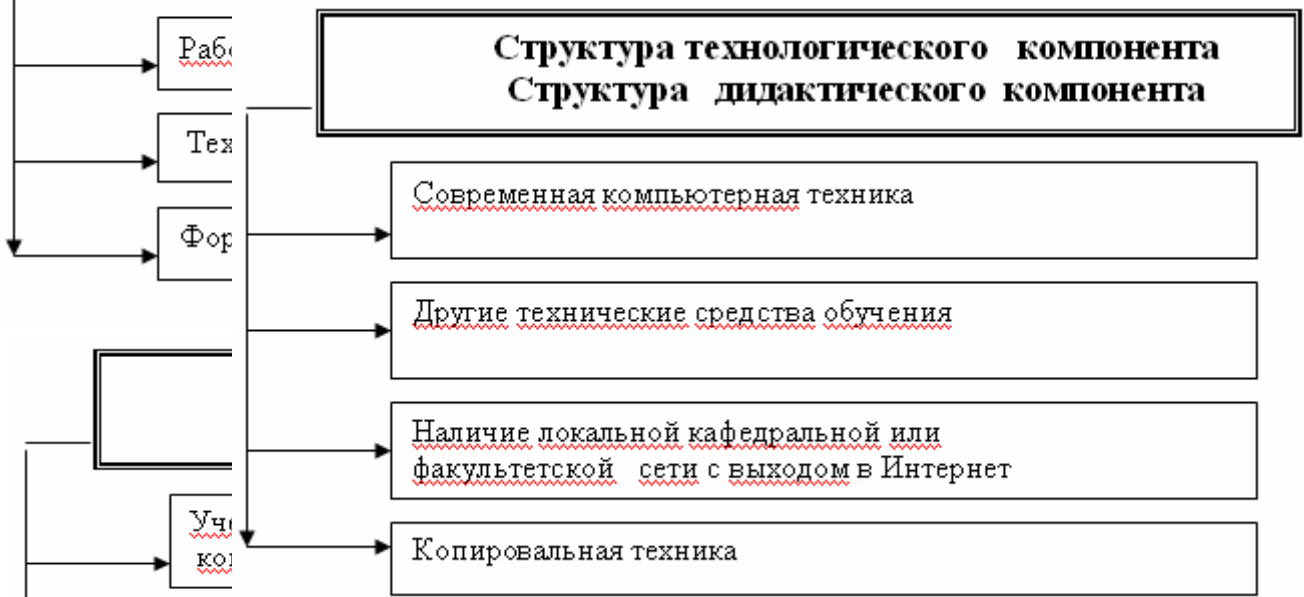 Структура технологического компонента
Структура дидактического компонента
Современная компьютерная техника
Другие технические средства обучения
Наличие локальной кафедральной или
факультетской сети с выходом в Интернет
Копировальная техника